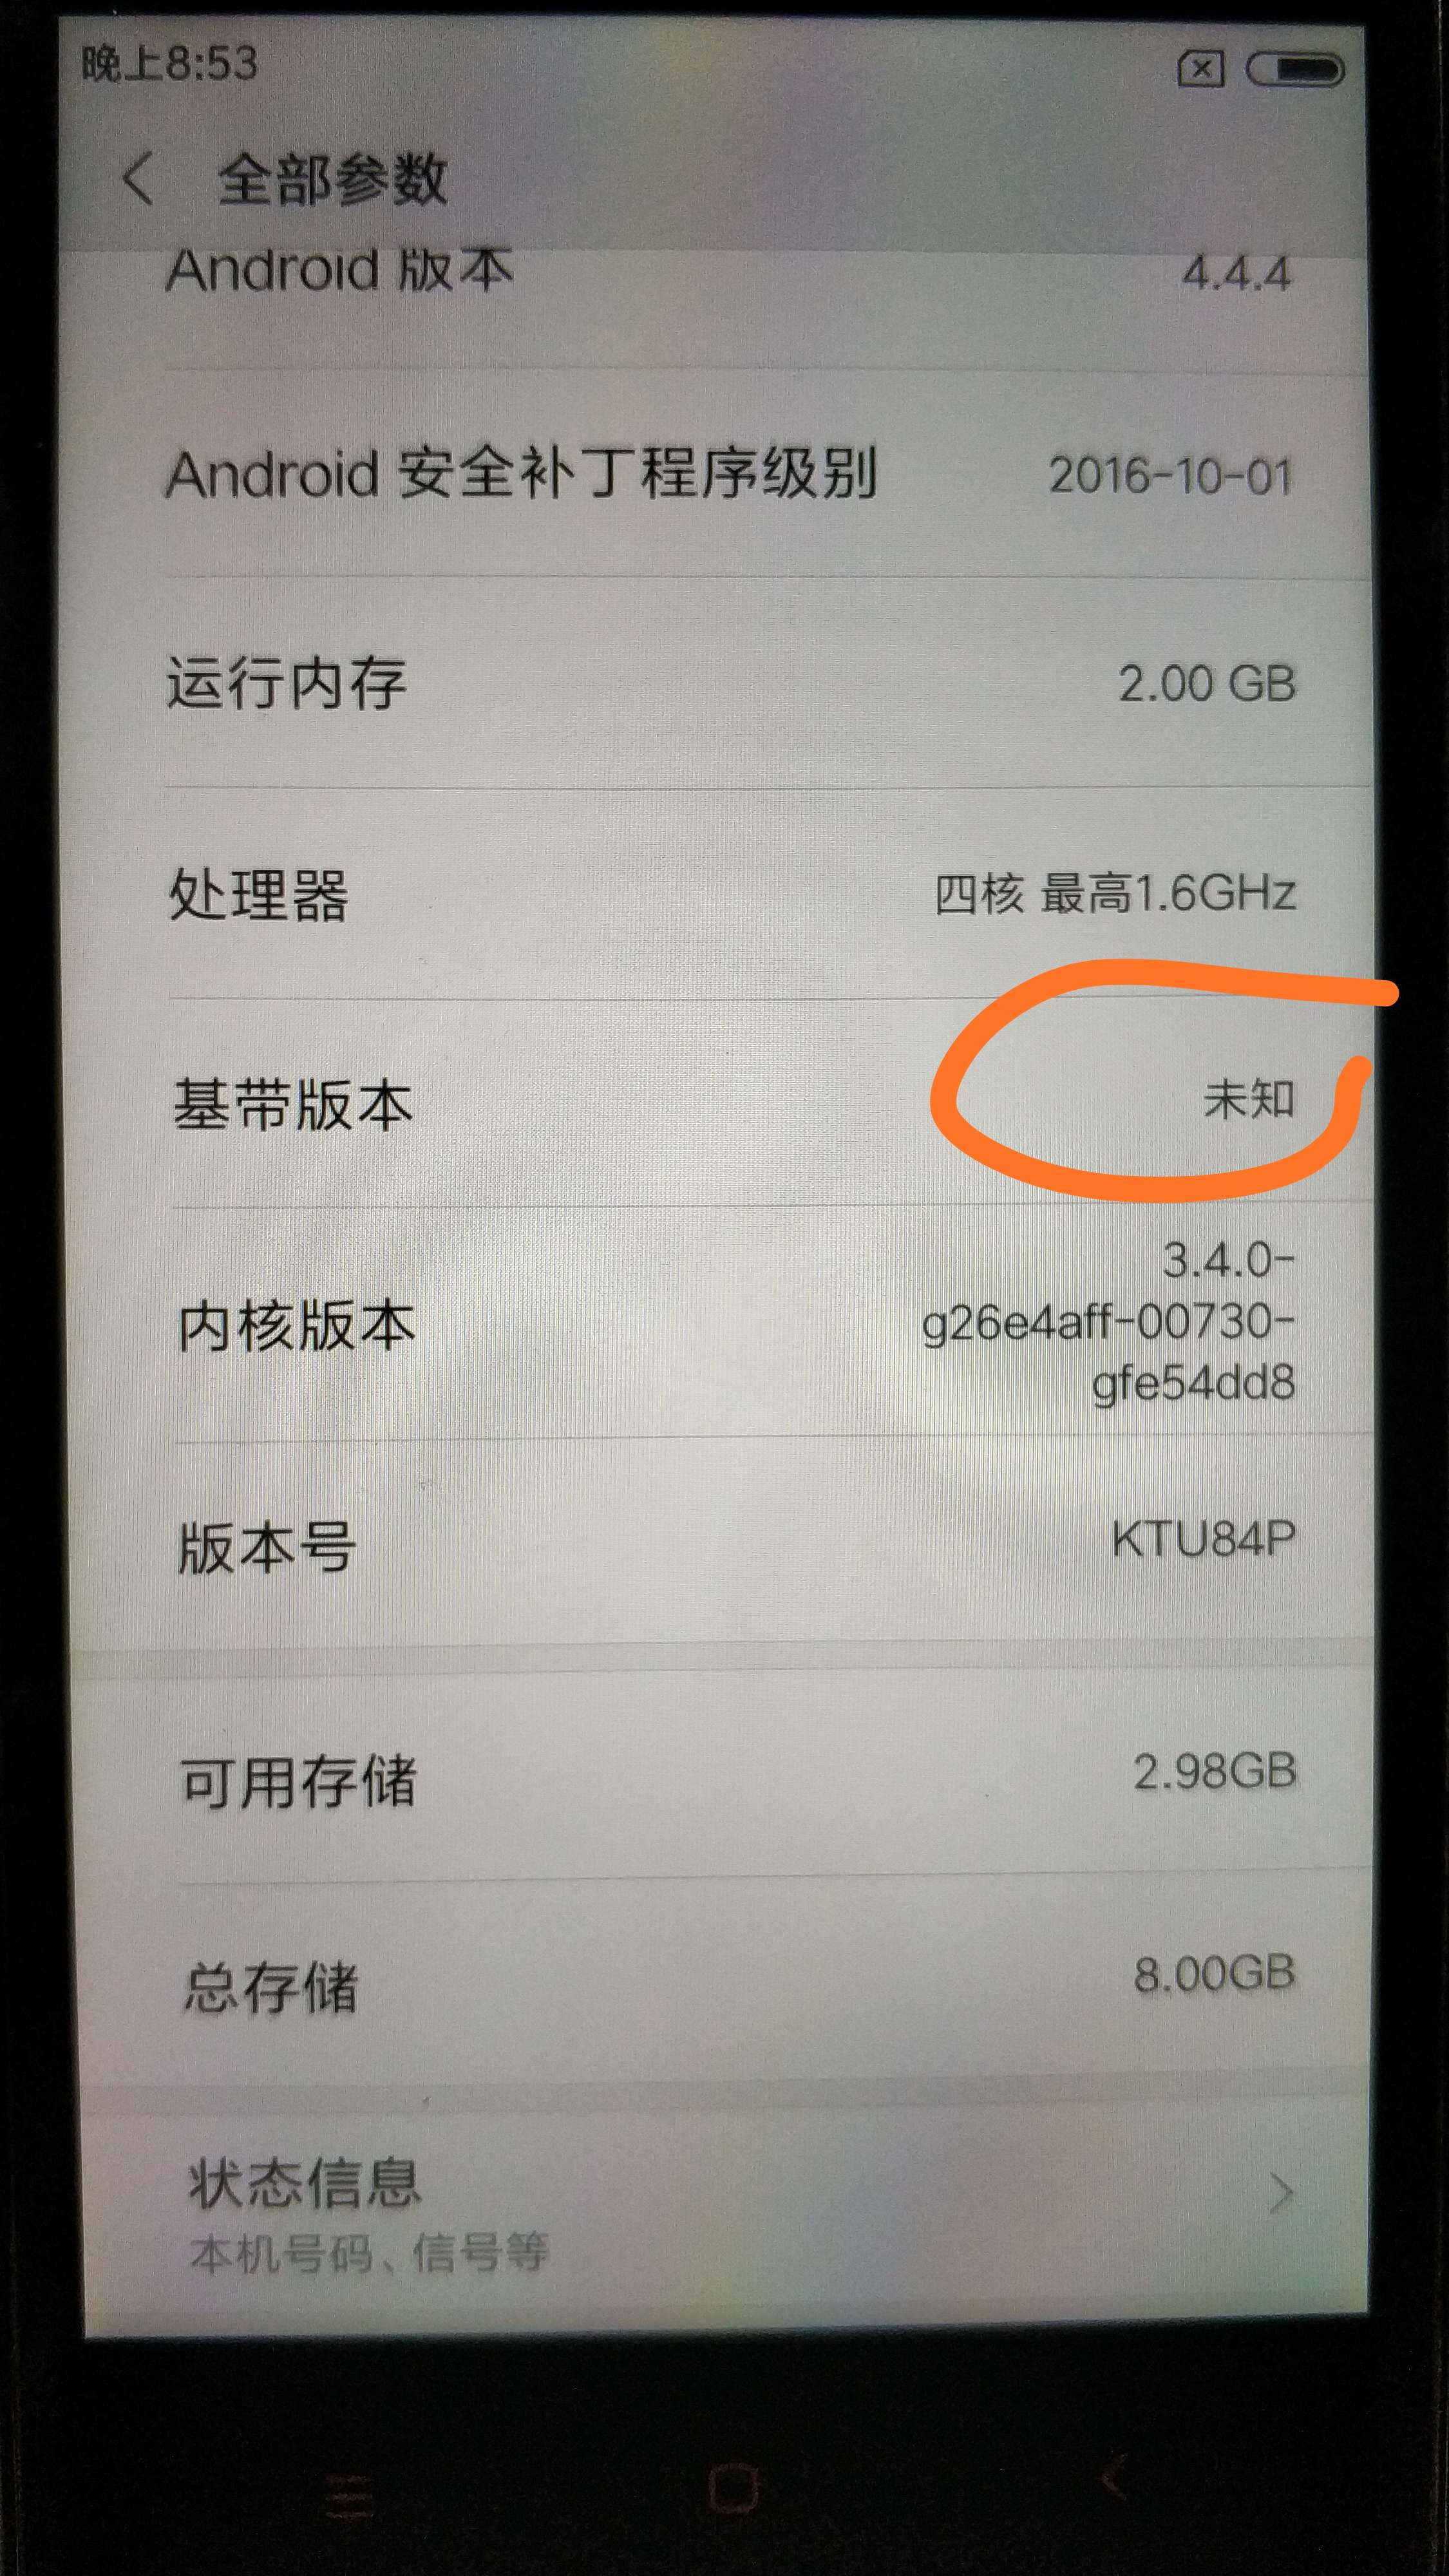 晚上8:53
全部参数
Android 版本 4.4.4
Android 安全补丁程序级别 2016-10-01
运行内存 2.00 GB
处理器 四核 最高1.6GHz
基带版本 未知
内核版本 3.4.0-
g26e4aff-00730-
gfe54dd8
版本号 KTU84P
可用存储 2.98GB
总存储 8.00GB
状态信息
本机号码、信号等